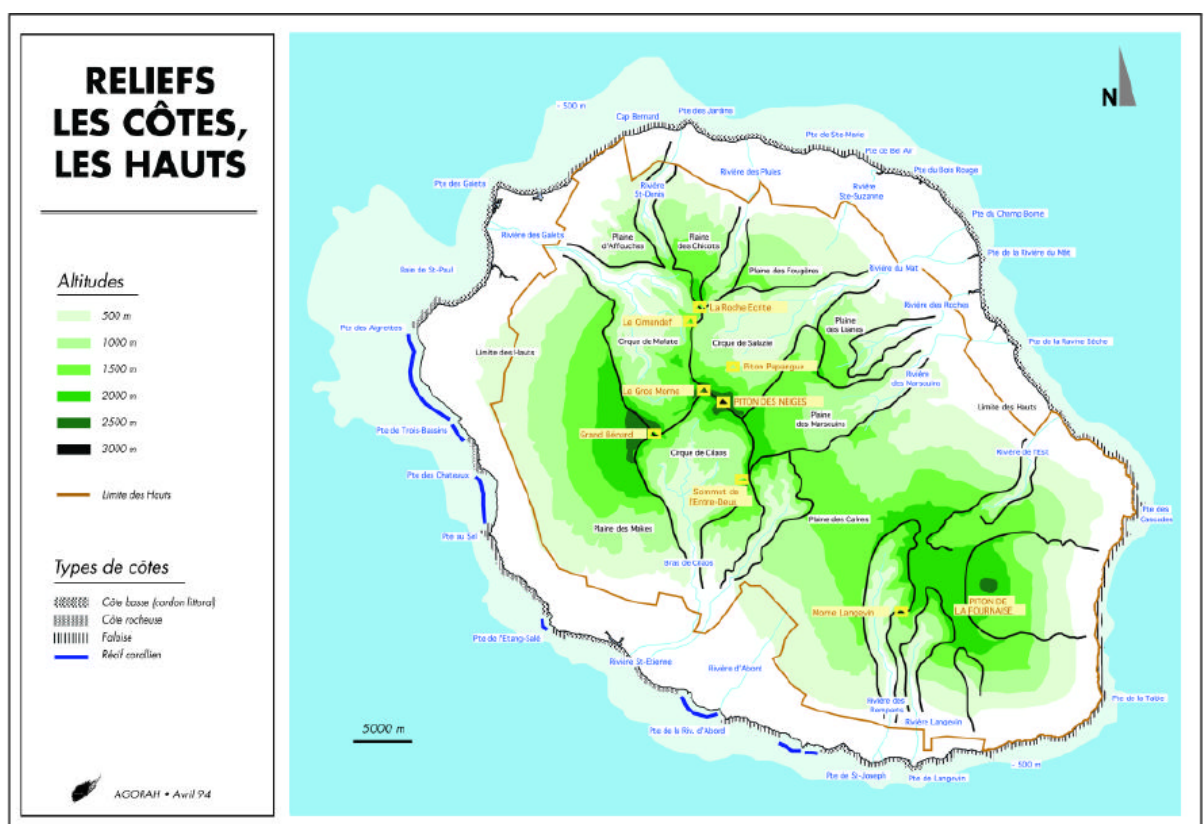 RELIEFS
LES CÔTES,
LES HAUTS
Altitudes
500 m
1000 m
1500 m
2000 m
2500 m
3000 m
Limite des Hauts
Types de côtes
Côte basse (cordon littoral)
Côte rocheuse
Falaise
Récif corallien
AGORAH • Avril 94
N
- 500 m
Cap Bernard
Pte des Jardins
Pte de Ste-Marie
Pte de Bel Air
Pte du Bois Rouge
Pte des Galets
Rivière
St-Denis
Rivière des Pluies
Rivière
Ste-Suzanne
Pte du Champ Borne
Rivière des Galets
Plaine
d'Affouches
Plaine
des Chicots
Pte de la Rivière du Mât
Baie de St-Paul
Plaine des Fougères
Rivière du Mât
La Roche Ecrite
Rivière des Roches
Le Cimendef
Plaine
des Lianes
Pte des Aigrettes
Cirque de Mafate
Cirque de Salazie
Pte de la Ravine Sèche
Limite des Hauts
Rivière
des Marsouins
Le Gros Morne
PITON DES NEIGES
Limite des Hauts
Plaine
des Marsouins
Pte de Trois-Bassins
Grand Bénard
Cirque de Cilaos
Rivière de l'Est
Pte des Chateaux
Sommet de
l'Entre-Deux
Pte des
Cascades
Plaine des Makes
Plaine des Cafres
Pte au Sel
Bras de Cilaos
Morne Langevin
PITON DE
LA FOURNAISE
Pte de l'Etang-Salé
Rivière St-Etienne
Rivière d'Abord
Pte de la Table
Rivière des
Remparts
Rivière Langevin
5000 m
Pte de la Riv. d'Abord
- 500 m
Pte de St-Joseph
Pte de Langevin